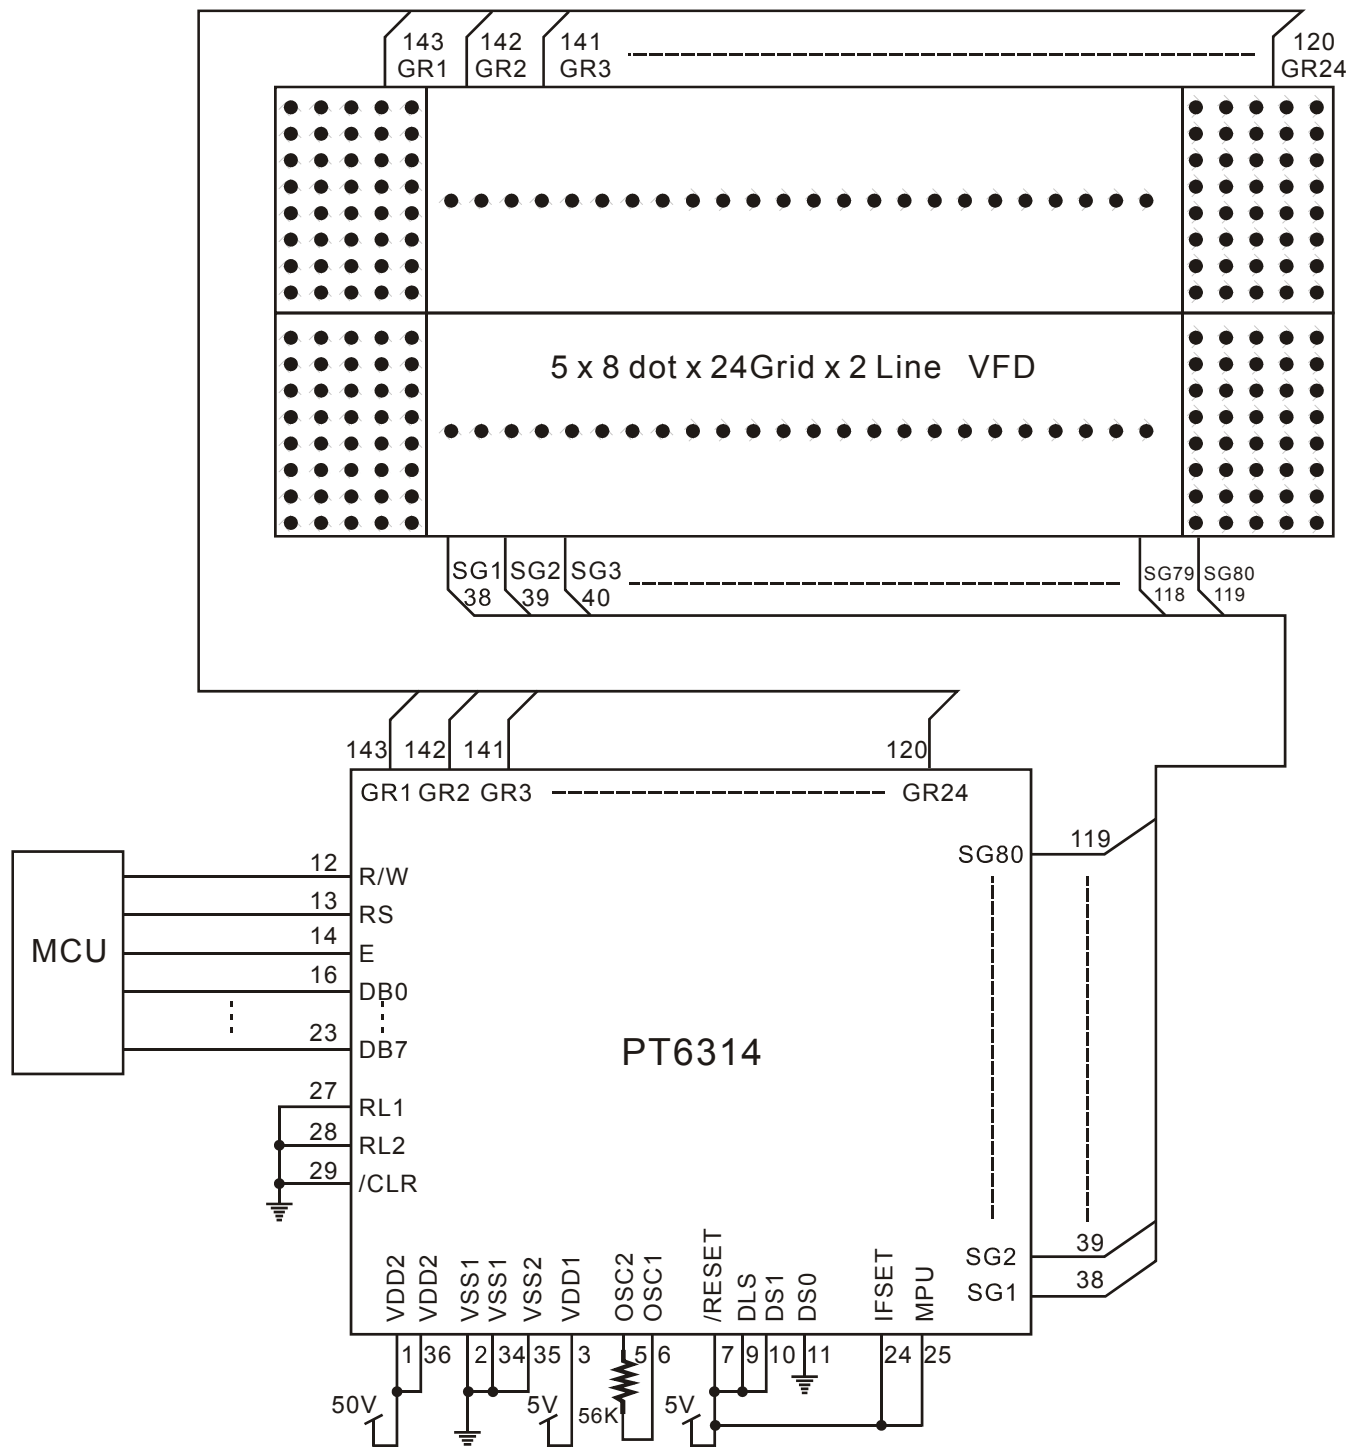 143 142 141 120
GR1 GR2 GR3 GR24
5 x 8 dot x 24Grid x 2 Line VFD
SG1 SG2 SG3 SG79 SG80
38 39 40 118 119
143 142 141 120
GR1 GR2 GR3 GR24
119
SG80
12
R/W
13
RS
MCU
14
E
16
DB0
23
DB7
PT6314
27
RL1
28
RL2
29
/CLR
39
SG2
38
SG1
VDD2 VDD2 VSS1 VSS1 VSS2 VDD1 OSC2 OSC1 /RESET DLS DS1 DS0 IFSET MPU
1 36 2 34 35 3 5 6 7 9 10 11 24 25
50V 5V 56K 5V